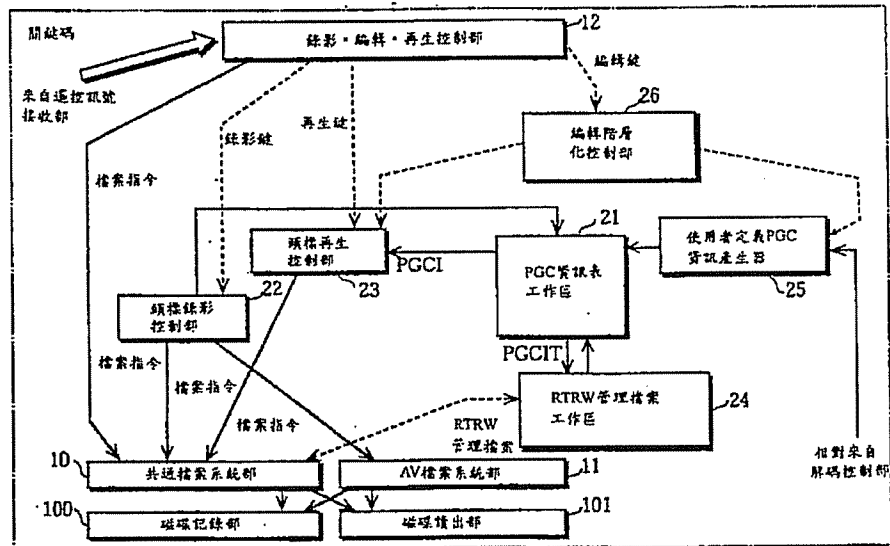 關鍵碼
12
錄影・編輯・再生控制部
來自遙控訊號
接收部
編輯鍵
26
再生鍵
錄影鍵
編輯階層
化控制部
檔案指令
21
視檔再生
控制部
PGCI
23
PGC資訊表
工作區
使用者定義PGC
資訊產生器
25
22
視檔錄影
控制部
PGCIT
檔案指令
檔案指令
檔案指令
RTRW管理檔案
工作區
24
RTRW
管理檔案
10
共通檔案系統部
AV檔案系統部
11
相對來自
解碼控制部
100
磁碟記錄部
磁碟讀出部
101